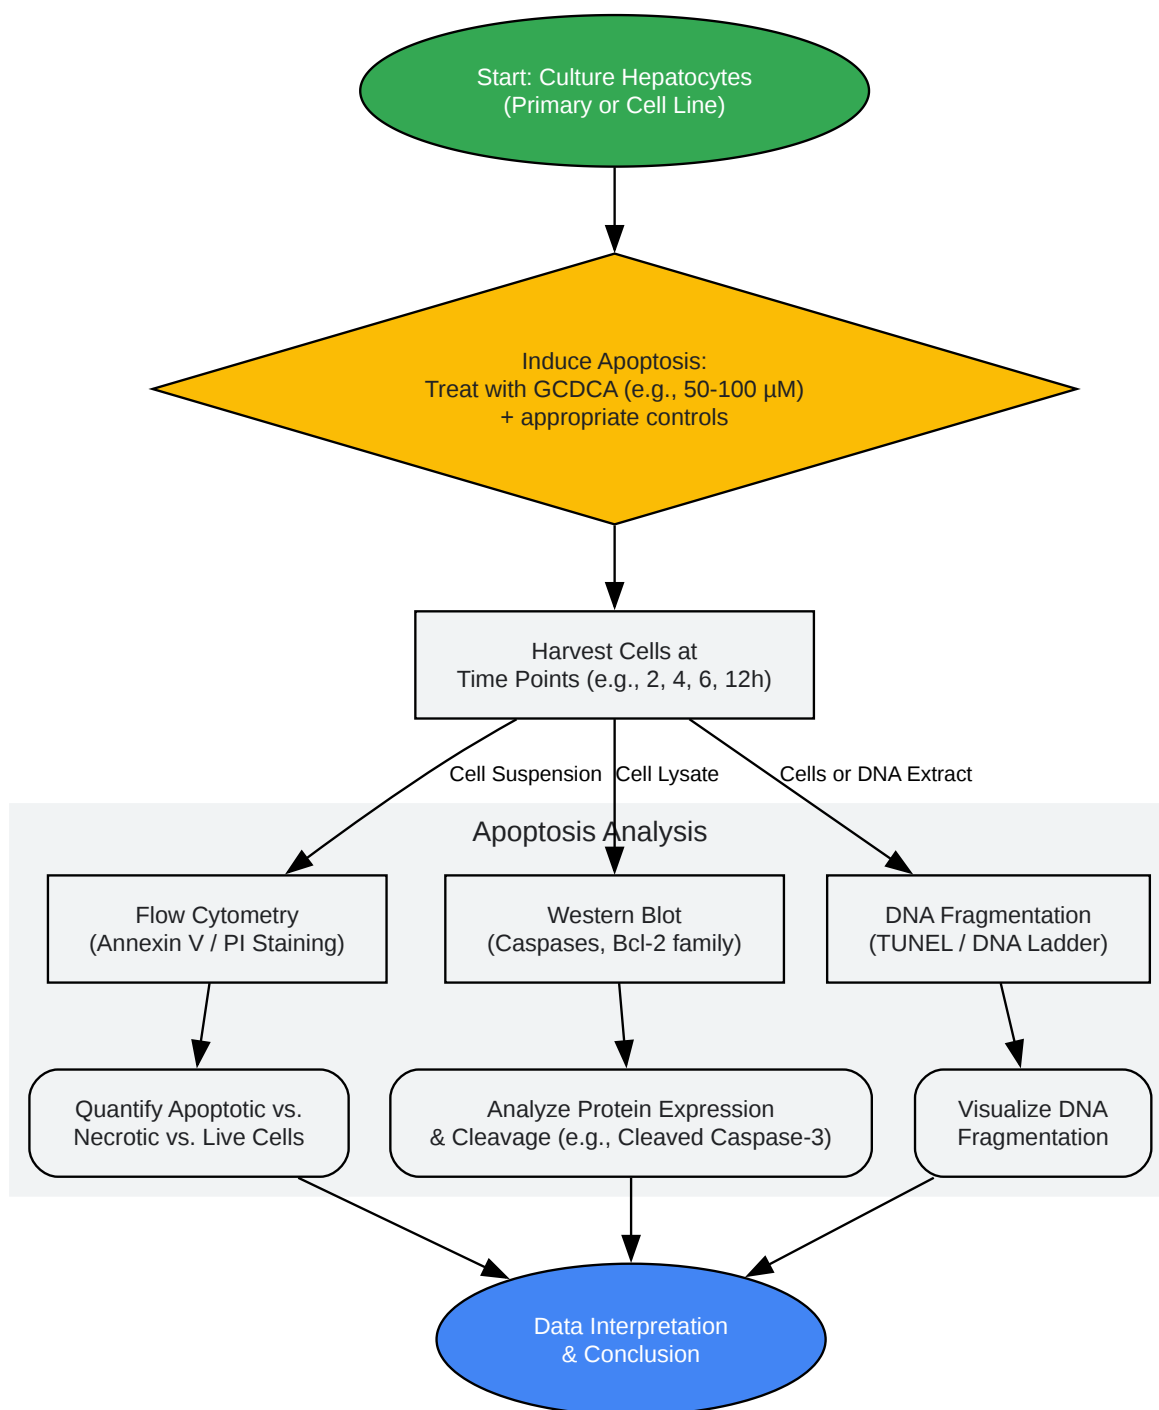 Start: Culture Hepatocytes
(Primary or Cell Line)
Induce Apoptosis:
Treat with GCDCA (e.g., 50-100 µM)
+ appropriate controls
Harvest Cells at
Time Points (e.g., 2, 4, 6, 12h)
Cell Suspension
Cell Lysate
Cells or DNA Extract
Apoptosis Analysis
Flow Cytometry
(Annexin V / PI Staining)
Western Blot
(Caspases, Bcl-2 family)
DNA Fragmentation
(TUNEL / DNA Ladder)
Quantify Apoptotic vs.
Necrotic vs. Live Cells
Analyze Protein Expression
& Cleavage (e.g., Cleaved Caspase-3)
Visualize DNA
Fragmentation
Data Interpretation
& Conclusion